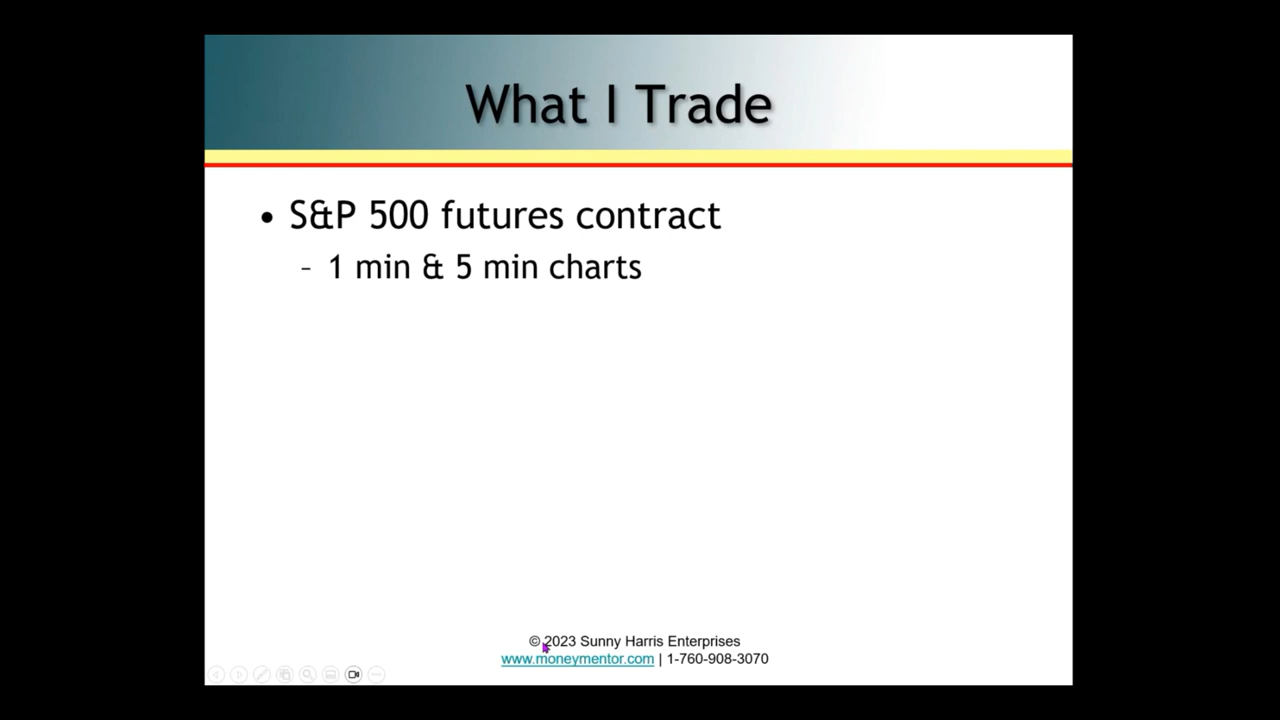 What I Trade
• S&P 500 futures contract
– 1 min & 5 min charts
© 2023 Sunny Harris Enterprises
www.moneymentor.com | 1-760-908-3070